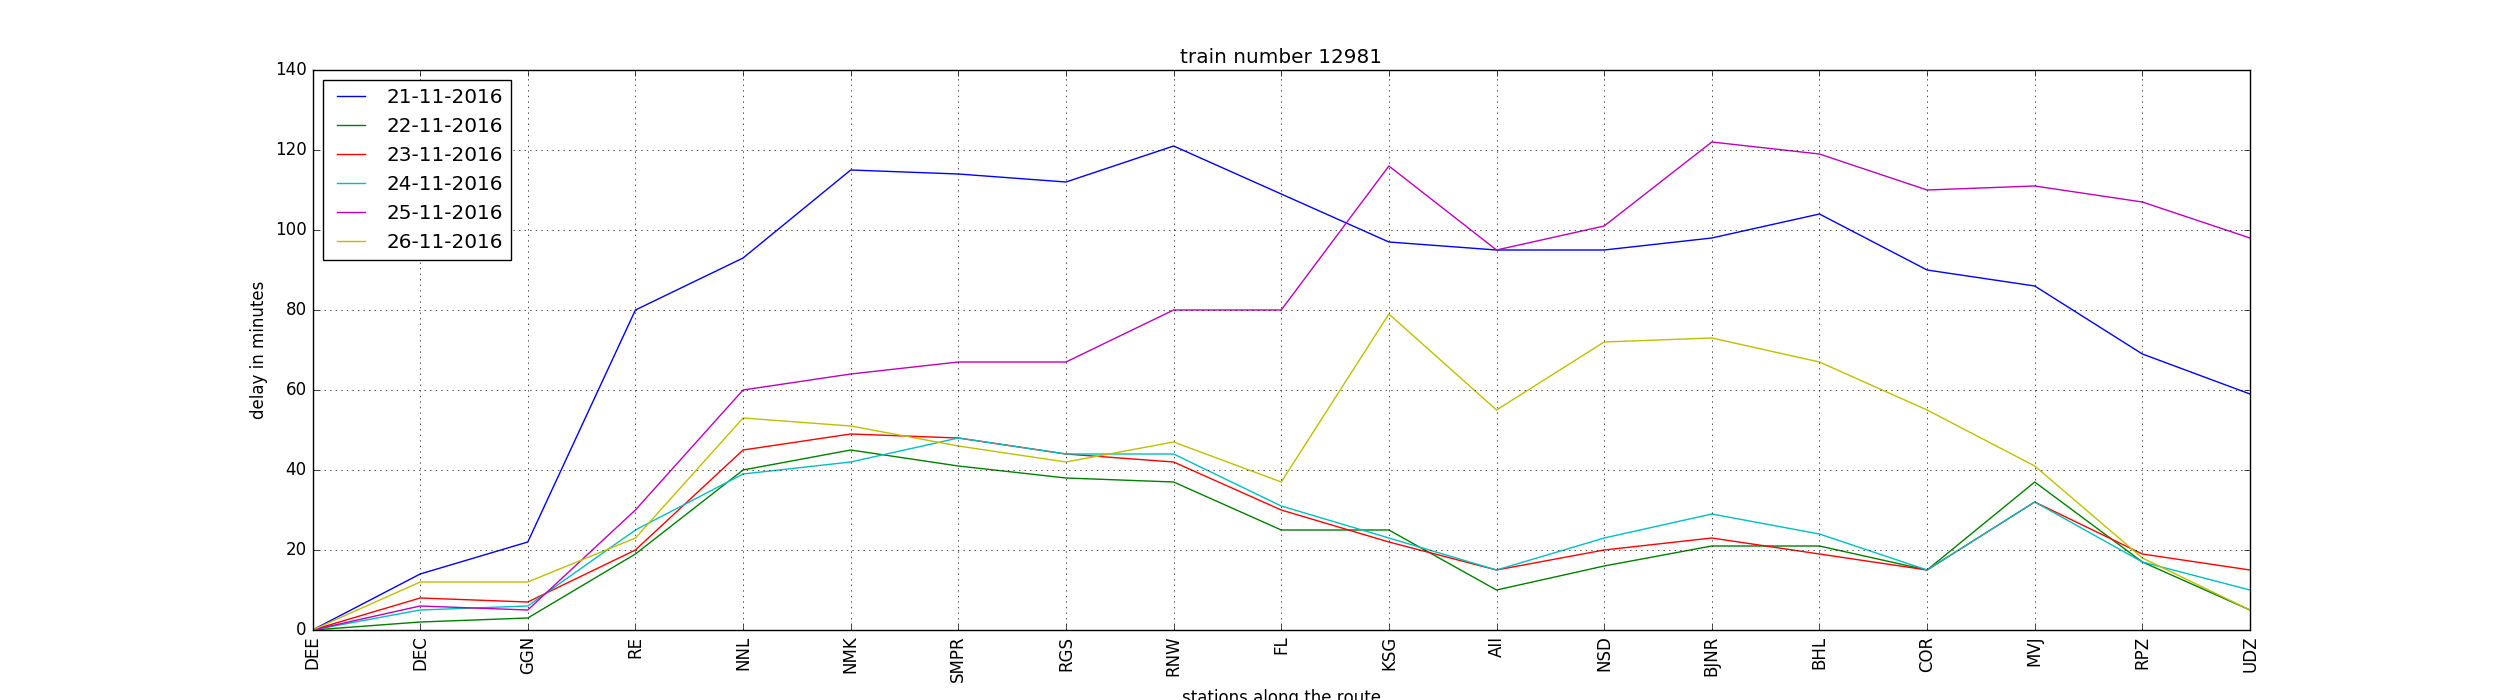 train number 12981
140
120
100
80
60
40
20
0
delay in minutes
21-11-2016
22-11-2016
23-11-2016
24-11-2016
25-11-2016
26-11-2016
DEE
DEC
GGN
RE
NNL
NMK
SMPR
RGS
RNW
FL
KSG
AII
NSD
BJNR
BHL
COR
MVJ
RPZ
UDZ
stations along the route